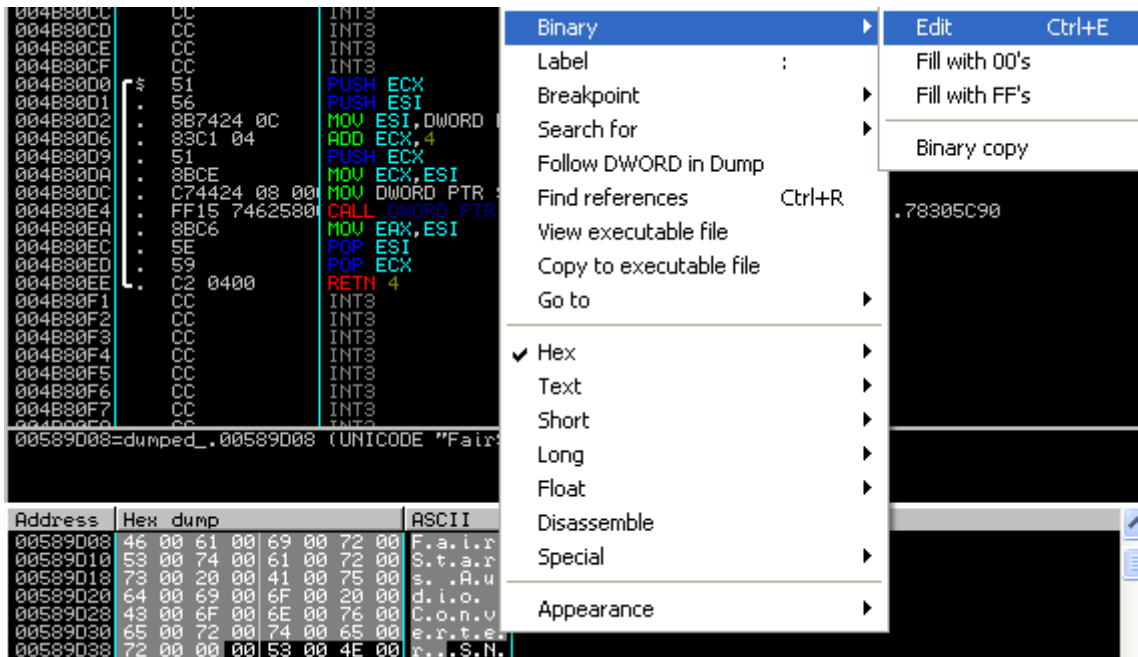 004B80CC CC INT3
004B80CD CC INT3
004B80CE CC INT3
004B80CF CC INT3
004B80D0 $ 51 PUSH ECX
004B80D1 . 56 PUSH ESI
004B80D2 . 8B7424 0C MOV ESI,DWORD
004B80D6 . 83C1 04 ADD ECX,4
004B80D9 . 51 PUSH ECX
004B80DA . 8BCE MOV ECX,ESI
004B80DC . C74424 08 00 MOV DWORD PTR
004B80E4 . FF15 74625800 CALL DWORD PTR .78305C90
004B80EA . 8BC6 MOV EAX,ESI
004B80EC . 5E POP ESI
004B80ED . 59 POP ECX
004B80EE . C2 0400 RETN 4
004B80F1 CC INT3
004B80F2 CC INT3
004B80F3 CC INT3
004B80F4 CC INT3
004B80F5 CC INT3
004B80F6 CC INT3
004B80F7 CC INT3
00589D08=dumped_.00589D08 (UNICODE "Fair
Address Hex dump ASCII
00589D08 46 00 61 00 69 00 72 00 F.a.i.r
00589D10 53 00 74 00 61 00 72 00 S.t.a.r
00589D18 73 00 20 00 41 00 75 00 s. .A.u
00589D20 64 00 69 00 6F 00 20 00 d.i.o.
00589D28 43 00 6F 00 6E 00 76 00 C.o.n.v
00589D30 65 00 72 00 74 00 65 00 e.r.t.e.
00589D38 72 00 00 00 53 00 4E 00 r...S.N.
Binary
Label :
Breakpoint
Search for
Follow DWORD in Dump
Find references Ctrl+R
View executable file
Copy to executable file
Go to
Hex
Text
Short
Long
Float
Disassemble
Special
Appearance
Edit Ctrl+E
Fill with 00's
Fill with FF's
Binary copy